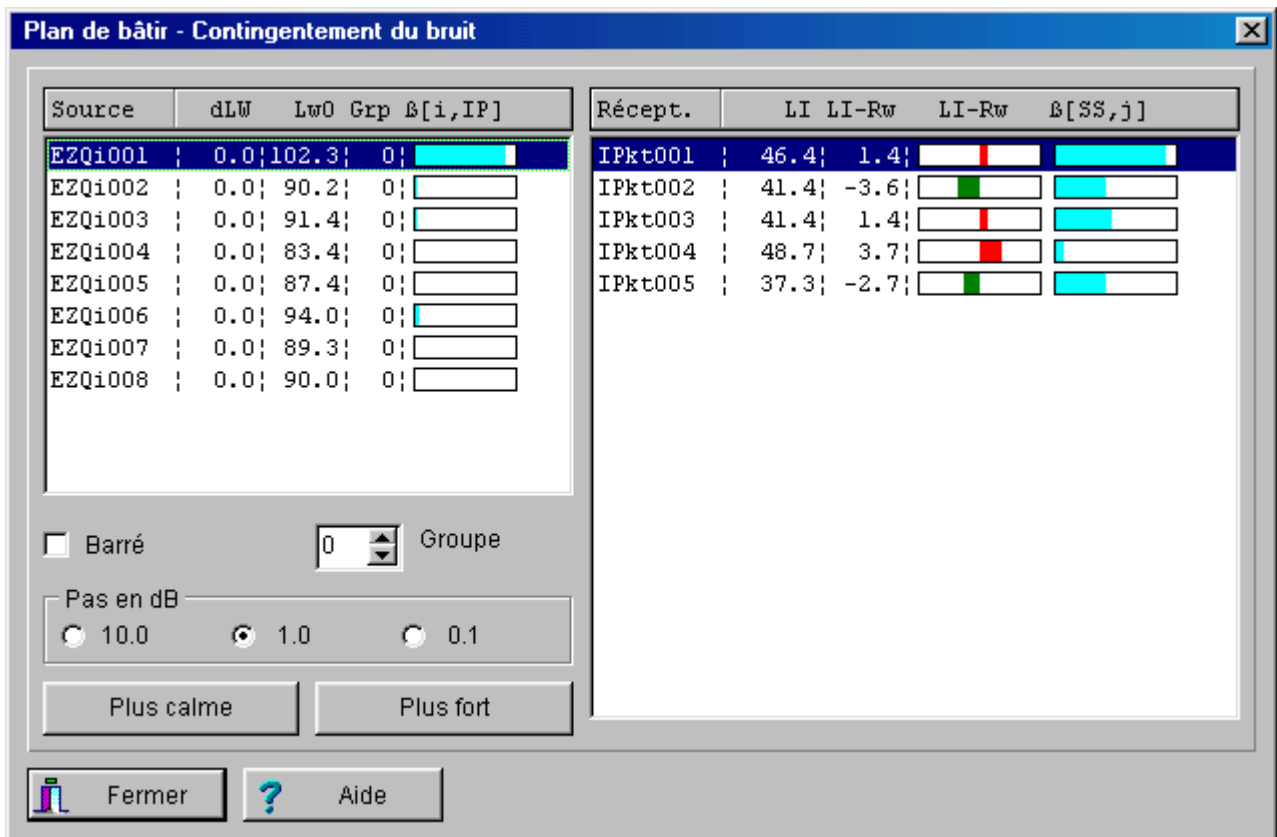 Plan de bâtir - Contingentement du bruit
Source dLW Lw0 Grp ß[i,IP]
EZQi001 ¦ 0.0¦102.3¦ 0¦
EZQi002 ¦ 0.0¦ 90.2¦ 0¦
EZQi003 ¦ 0.0¦ 91.4¦ 0¦
EZQi004 ¦ 0.0¦ 83.4¦ 0¦
EZQi005 ¦ 0.0¦ 87.4¦ 0¦
EZQi006 ¦ 0.0¦ 94.0¦ 0¦
EZQi007 ¦ 0.0¦ 89.3¦ 0¦
EZQi008 ¦ 0.0¦ 90.0¦ 0¦
Barré 0 Groupe
Pas en dB
10.0 1.0 0.1
Plus calme Plus fort
Récept. LI LI-Rw LI-Rw ß[SS,j]
IPkt001 ¦ 46.4¦ 1.4¦
IPkt002 ¦ 41.4¦ -3.6¦
IPkt003 ¦ 41.4¦ 1.4¦
IPkt004 ¦ 48.7¦ 3.7¦
IPkt005 ¦ 37.3¦ -2.7¦
Fermer ? Aide